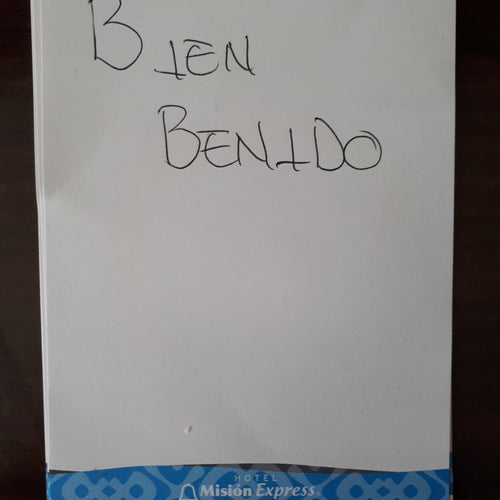 BIEN
BENIDO
HOTEL
Misión Express